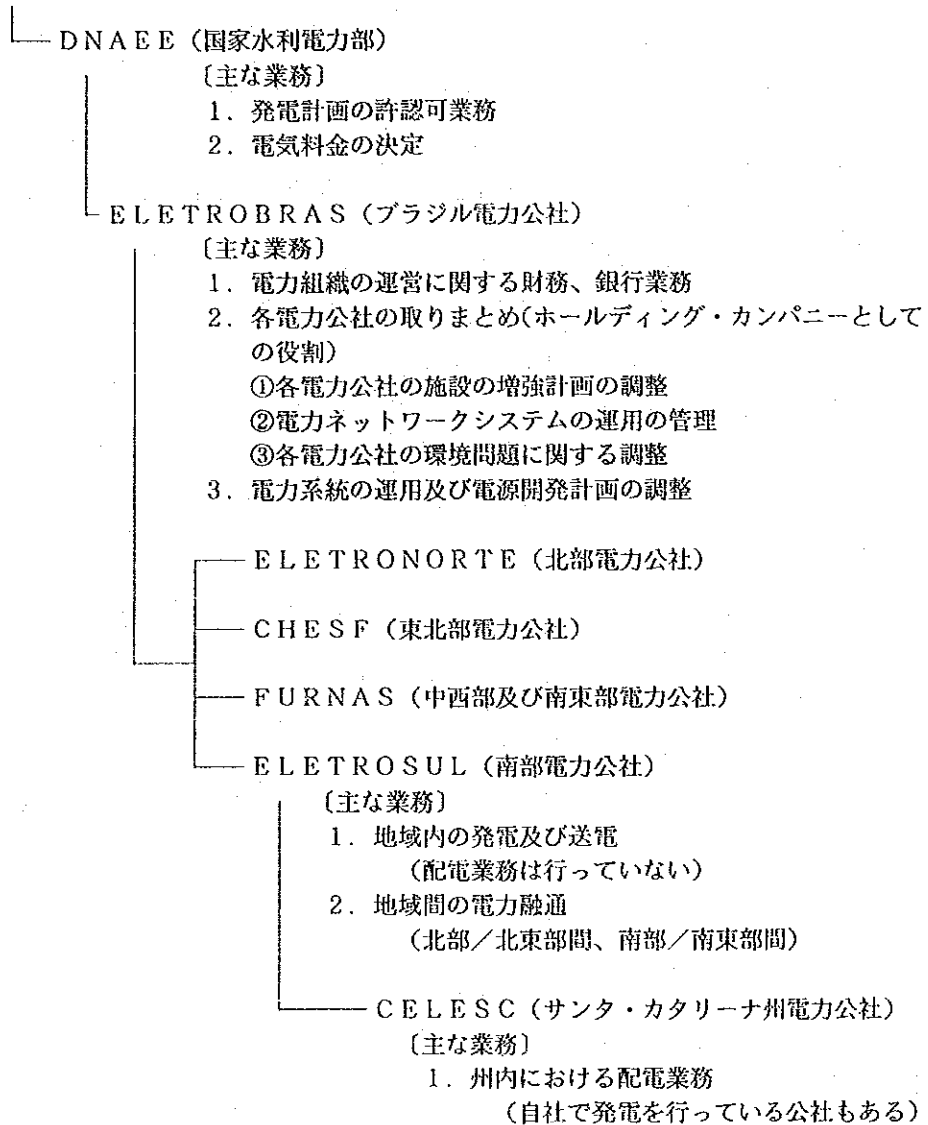 DNAEE（国家水利電力部）
〔主な業務〕
1．発電計画の許認可業務
2．電気料金の決定
ELETROBRAS（ブラジル電力公社）
〔主な業務〕
1．電力組織の運営に関する財務、銀行業務
2．各電力公社の取りまとめ(ホールディング・カンパニーとして
の役割）
①各電力公社の施設の増強計画の調整
②電力ネットワークシステムの運用の管理
③各電力公社の環境問題に関する調整
3．電力系統の運用及び電源開発計画の調整
ELETRONORTE（北部電力公社）
CHESF（東北部電力公社）
FURNAS（中西部及び南東部電力公社）
ELETROSUL（南部電力公社）
〔主な業務〕
1．地域内の発電及び送電
（配電業務は行っていない）
2．地域間の電力融通
（北部／北東部間、南部／南東部間）
CELESC（サンタ・カタリーナ州電力公社）
〔主な業務〕
1．州内における配電業務
（自社で発電を行っている公社もある）